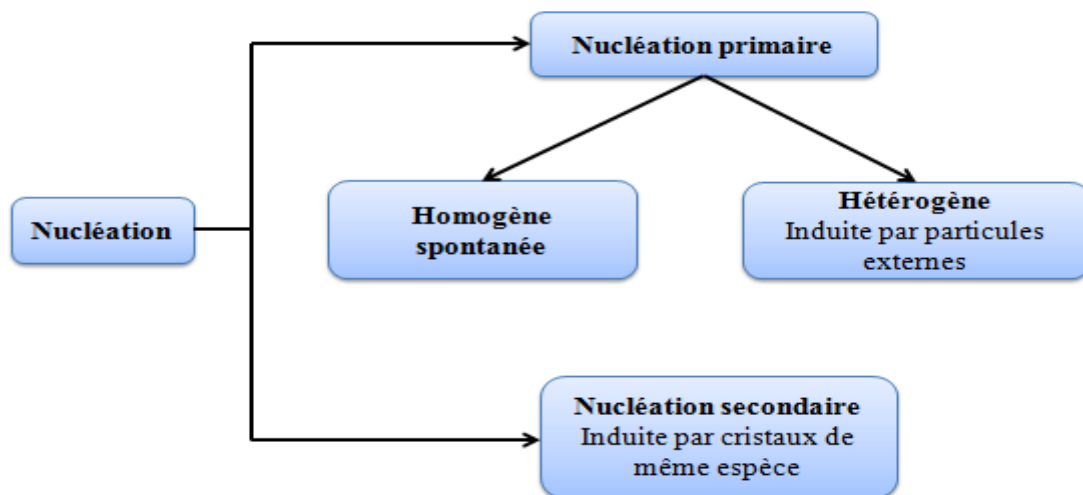 Nucléation primaire
Homogène
spontanée
Hétérogène
Induite par particules
externes
Nucléation
Nucléation secondaire
Induite par cristaux de
même espèce